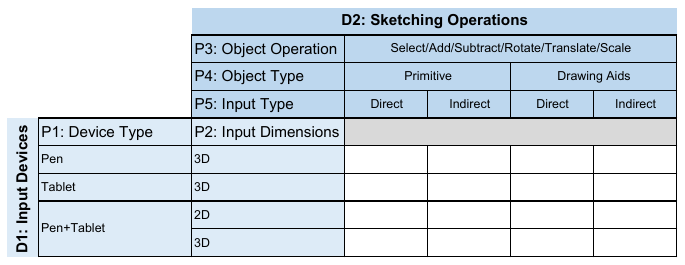 D2: Sketching Operations
P3: Object Operation Select/Add/Subtract/Rotate/Translate/Scale
P4: Object Type Primitive Drawing Aids
P5: Input Type Direct Indirect Direct Indirect
D1: Input Devices
P1: Device Type P2: Input Dimensions
Pen 3D
Tablet 3D
Pen+Tablet 2D
3D